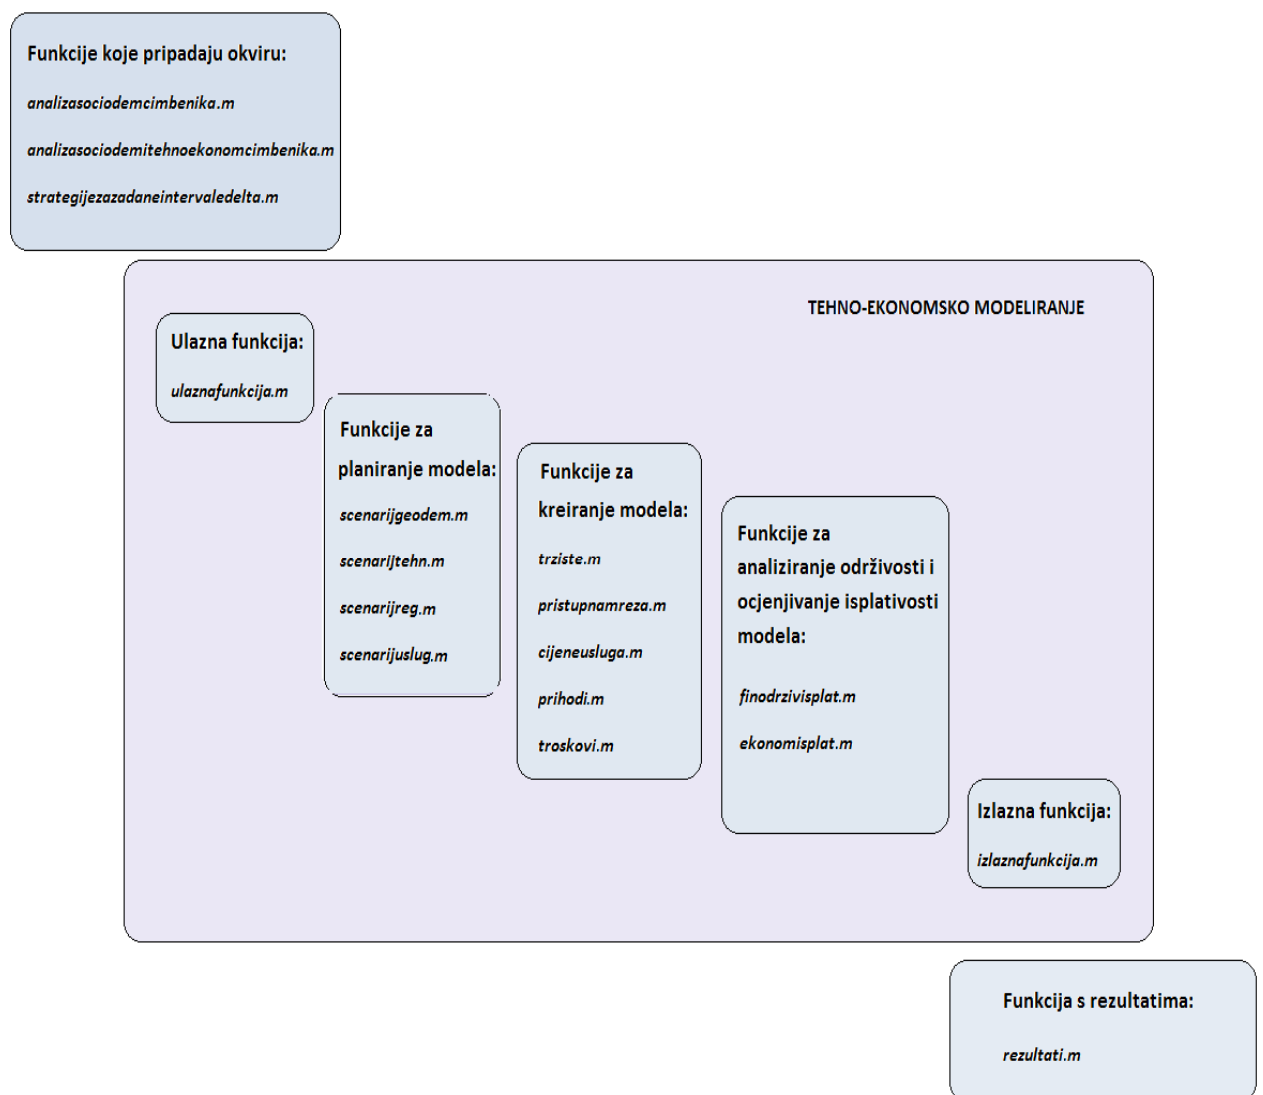 Funkcije koje pripadaju okviru:
analizasociodemcimbenika.m
analizasociodemitehnoekonomcimbenika.m
strategijezazadaneintervaledelta.m
TEHNO-EKONOMSKO MODELIRANJE
Ulazna funkcija:
ulaznafunkcija.m
Funkcije za
planiranje modela:
scenarijgeodem.m
scenarijtehn.m
scenarijreg.m
scenarijuslug.m
Funkcije za
kreiranje modela:
trziste.m
pristupnamreza.m
cijeneusluga.m
prihodi.m
troskovi.m
Funkcije za
analiziranje održivosti i
ocjenjivanje isplativosti
modela:
finodrzivisplat.m
ekonomisplat.m
Izlazna funkcija:
izlaznafunkcija.m
Funkcija s rezultatima:
rezultati.m